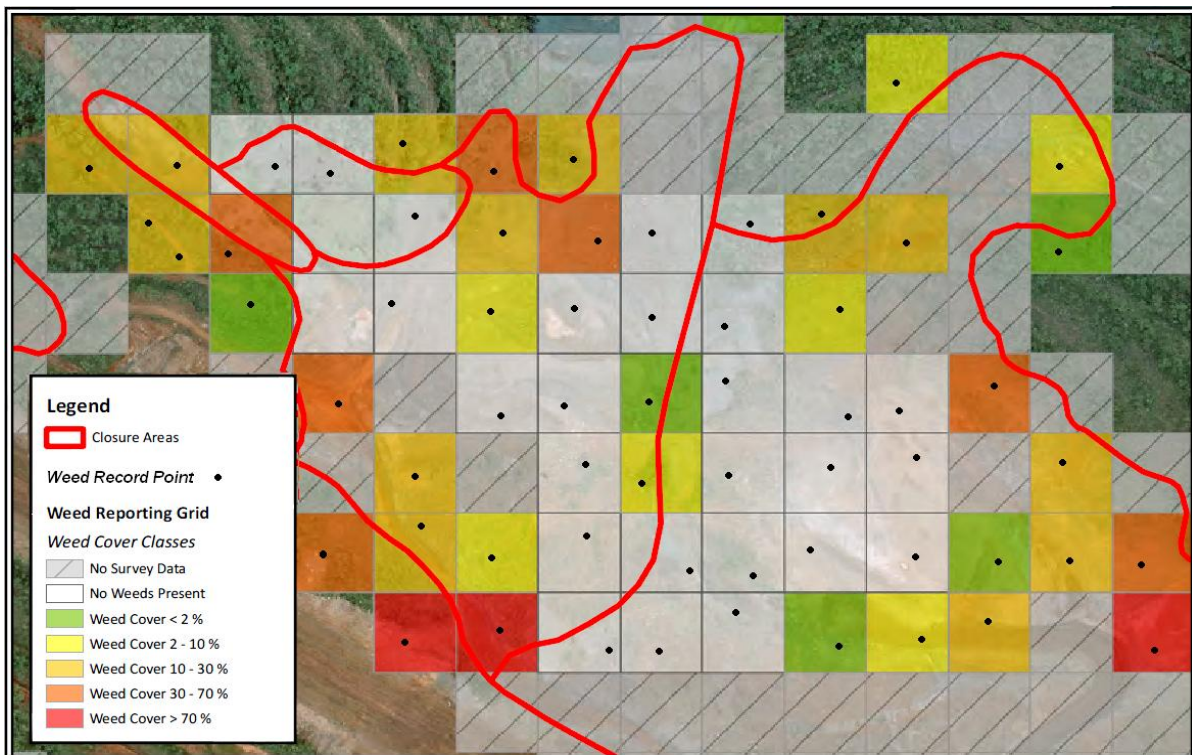 Legend
Closure Areas
Weed Record Point
Weed Reporting Grid
Weed Cover Classes
No Survey Data
No Weeds Present
Weed Cover < 2 %
Weed Cover 2 - 10 %
Weed Cover 10 - 30 %
Weed Cover 30 - 70 %
Weed Cover > 70 %